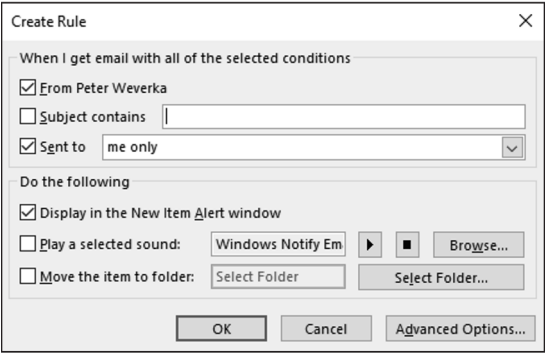 Create Rule
When I get email with all of the selected conditions
From Peter Weverka
Subject contains
Sent to me only
Do the following
Display in the New Item Alert window
Play a selected sound: Windows Notify Em Browse...
Move the item to folder: Select Folder Select Folder...
OK Cancel Advanced Options...